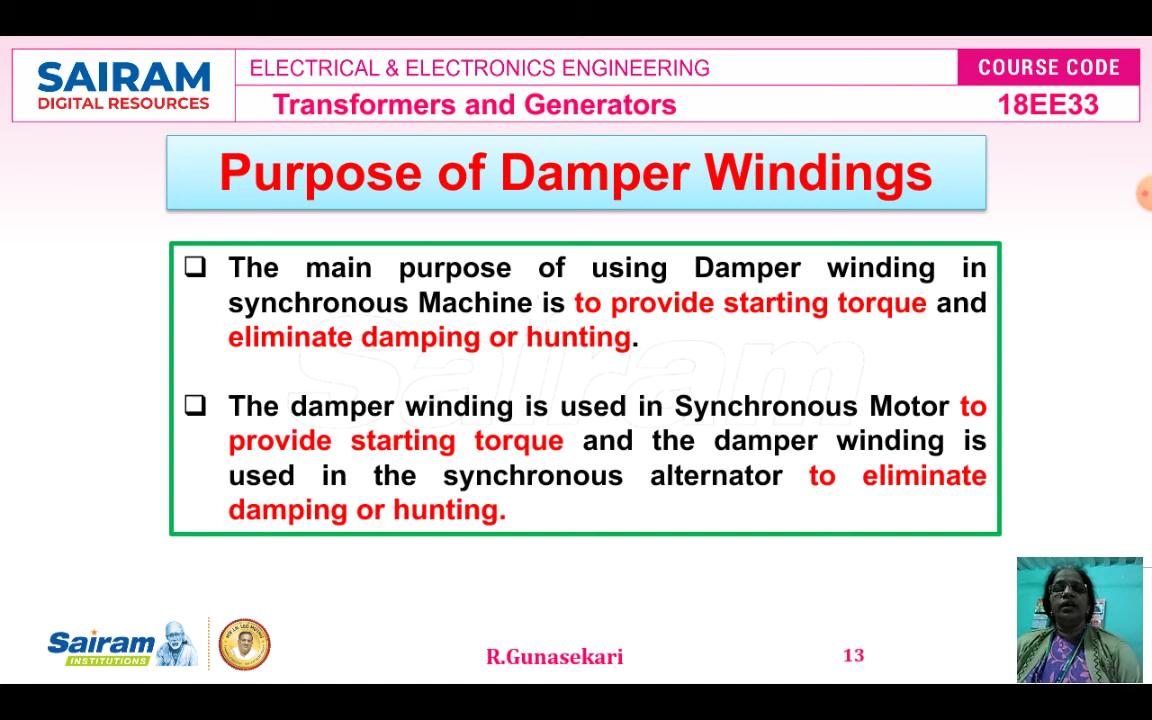 SAIRAM
DIGITAL RESOURCES
ELECTRICAL & ELECTRONICS ENGINEERING
COURSE CODE
Transformers and Generators
18EE33
Purpose of Damper Windings
The main purpose of using Damper winding in
synchronous Machine is to provide starting torque and
eliminate damping or hunting.
The damper winding is used in Synchronous Motor to
provide starting torque and the damper winding is
used in the synchronous alternator to eliminate
damping or hunting.
Sairam
Sairam
INSTITUTIONS
R.Gunasekari
13